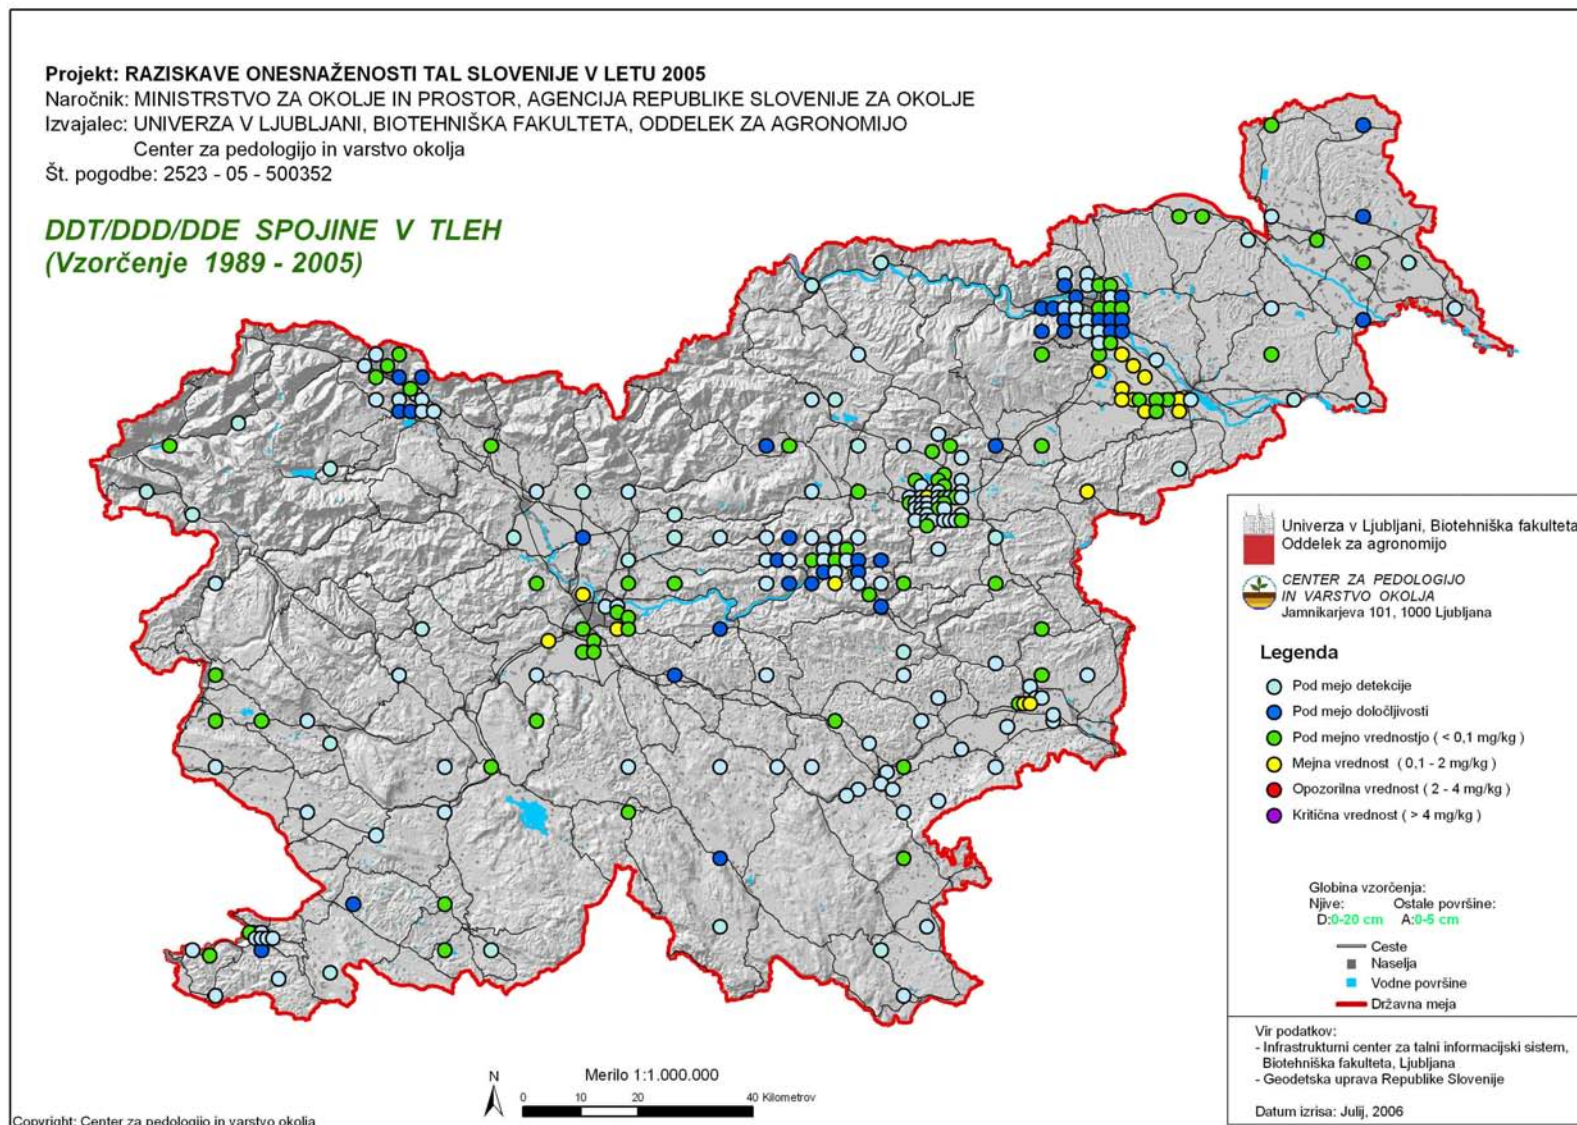 Projekt: RAZISKAVE ONESNAŽENOSTI TAL SLOVENIJE V LETU 2005
Naročnik: MINISTRSTVO ZA OKOLJE IN PROSTOR, AGENCIJA REPUBLIKE SLOVENIJE ZA OKOLJE
Izvajalec: UNIVERZA V LJUBLJANI, BIOTEHNIŠKA FAKULTETA, ODDELEK ZA AGRONOMIJO
Center za pedologijo in varstvo okolja
Št. pogodbe: 2523 - 05 - 500352
DDT/DDD/DDE SPOJINE V TLEH
(Vzorčenje 1989 - 2005)
Univerza v Ljubljani, Biotehniška fakulteta
Oddelek za agronomijo
CENTER ZA PEDOLOGIJO
IN VARSTVO OKOLJA
Jamnikarjeva 101, 1000 Ljubljana
Legenda
Pod mejo detekcije
Pod mejo določljivosti
Pod mejno vrednostjo ( < 0,1 mg/kg )
Mejna vrednost ( 0,1 - 2 mg/kg )
Opozorilna vrednost ( 2 - 4 mg/kg )
Kritična vrednost ( > 4 mg/kg )
Globina vzorčenja:
Njive: Ostale površine:
D:0-20 cm A:0-5 cm
Ceste
Naselja
Vodne površine
Državna meja
Vir podatkov:
- Infrastrukturni center za talni informacijski sistem,
Biotehniška fakulteta, Ljubljana
- Geodetska uprava Republike Slovenije
Datum izrisa: Julij, 2006
N
Merilo 1:1.000.000
0 10 20 40 Kilometrov
Copyright: Center za pedologijo in varstvo okolja